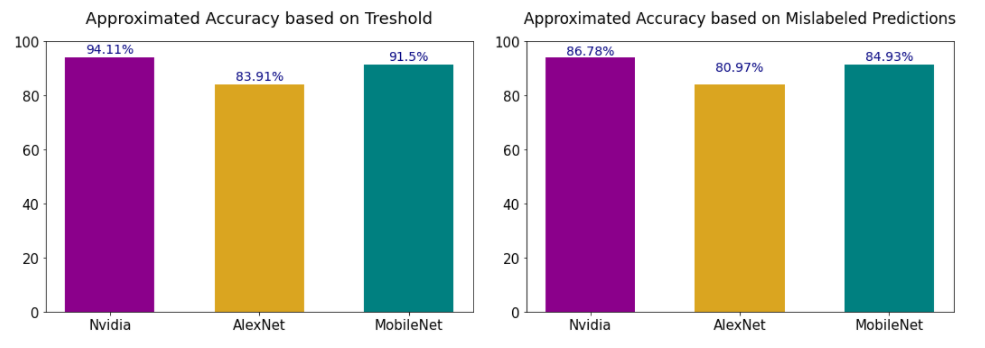 Approximated Accuracy based on Treshold
100
80
60
40
20
0
94.11%
83.91%
91.5%
Nvidia
AlexNet
MobileNet
Approximated Accuracy based on Mislabeled Predictions
100
80
60
40
20
0
86.78%
80.97%
84.93%
Nvidia
AlexNet
MobileNet